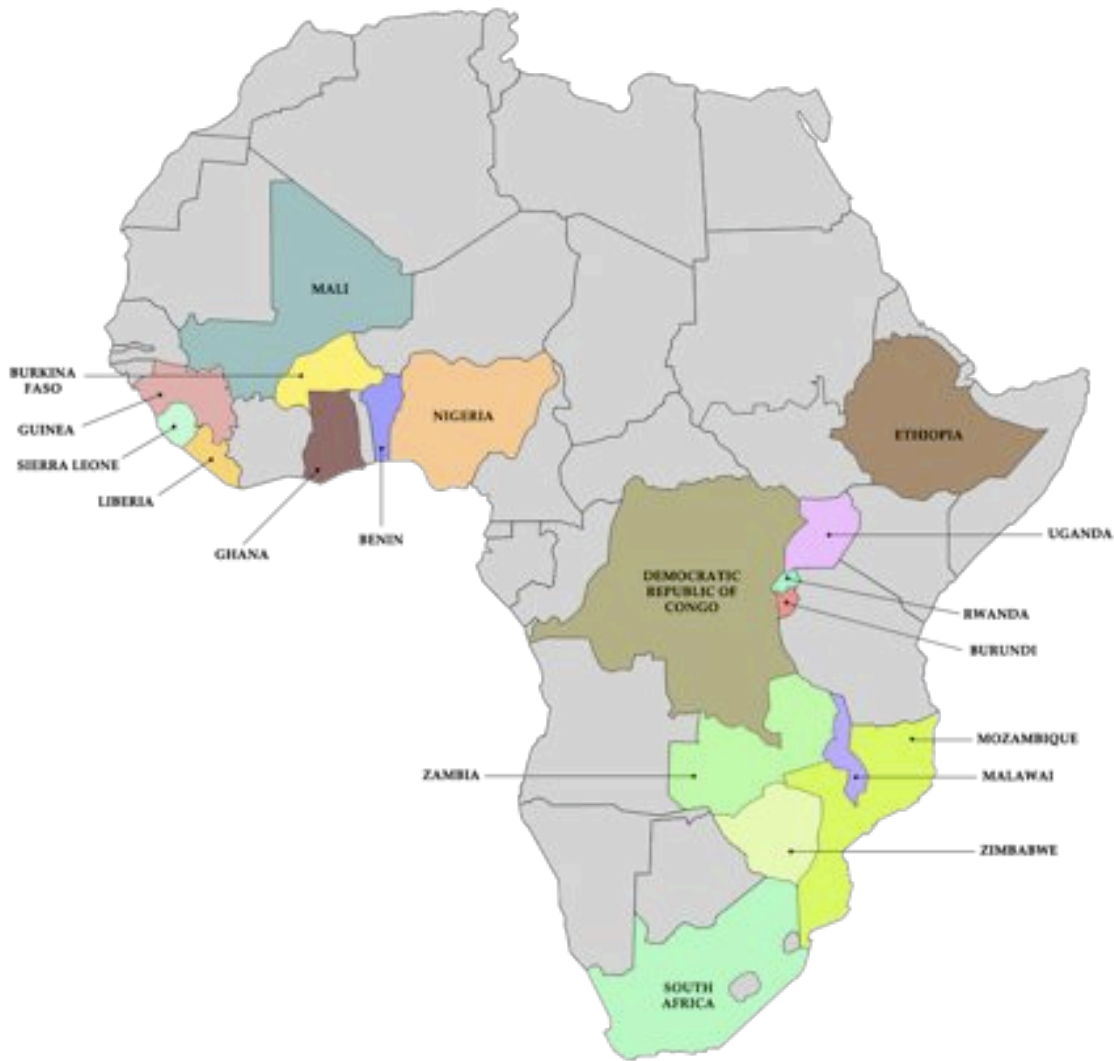 MALI
BURKINA
FASO
GUINEA
NIGERIA
ETHIOPIA
SIERRA LEONE
LIBERIA
GHANA
BENIN
UGANDA
DEMOCRATIC
REPUBLIC OF
CONGO
RWANDA
BURUNDI
MOZAMBIQUE
ZAMBIA
MALAWAI
ZIMBABWE
SOUTH
AFRICA